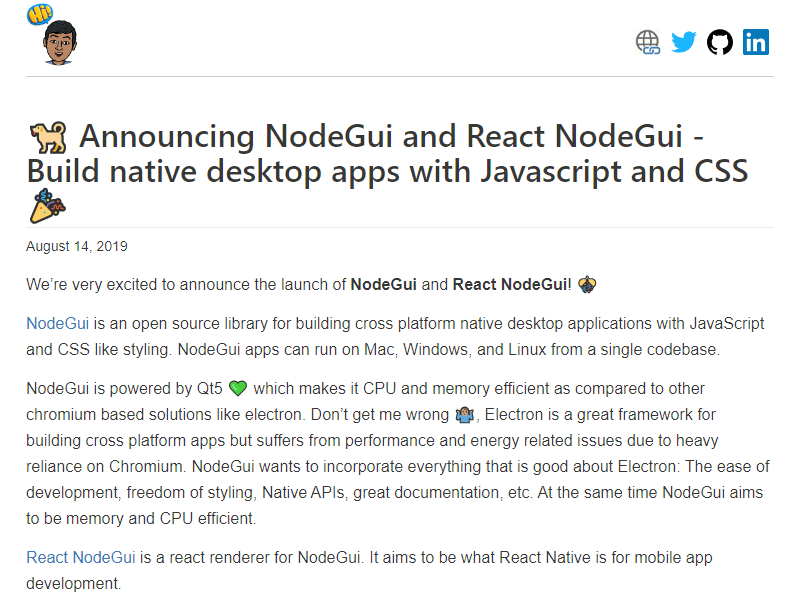 Hi!
in
🐕 Announcing NodeGui and React NodeGui -
Build native desktop apps with Javascript and CSS
🎉
August 14, 2019
We’re very excited to announce the launch of NodeGui and React NodeGui!
NodeGui is an open source library for building cross platform native desktop applications with JavaScript
and CSS like styling. NodeGui apps can run on Mac, Windows, and Linux from a single codebase.
NodeGui is powered by Qt5 💚 which makes it CPU and memory efficient as compared to other
chromium based solutions like electron. Don’t get me wrong 🤷🏽‍♂️, Electron is a great framework for
building cross platform apps but suffers from performance and energy related issues due to heavy
reliance on Chromium. NodeGui wants to incorporate everything that is good about Electron: The ease of
development, freedom of styling, Native APIs, great documentation, etc. At the same time NodeGui aims
to be memory and CPU efficient.
React NodeGui is a react renderer for NodeGui. It aims to be what React Native is for mobile app
development.